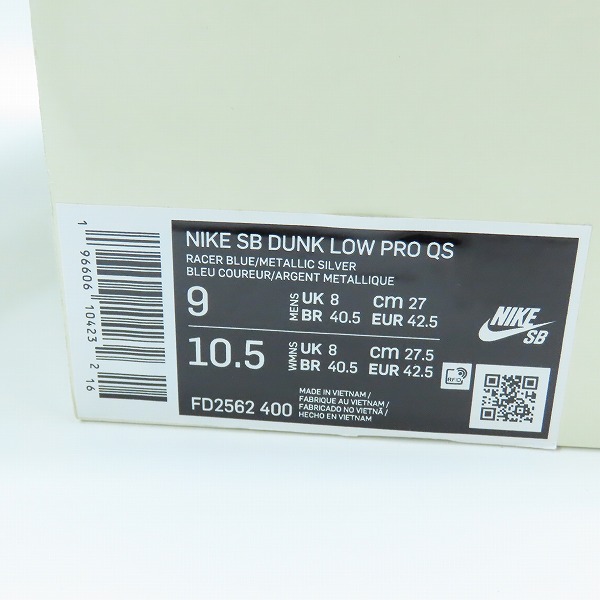 NIKE SB DUNK LOW PRO QS
RACER BLUE/METALLIC SILVER
BLEU COUREUR/ARGENT METALLIQUE
9 MENS UK 8 cm 27
BR 40.5 EUR 42.5
10.5 WMNS UK 8 cm 27.5
BR 40.5 EUR 42.5
FD2562 400
MADE IN VIETNAM /
FABRIQUE AU VIETNAM /
FABRICADO NO VIETNÃ /
HECHO EN VIETNAM
RFID
NIKE
SB
1 96606 10423 2 16